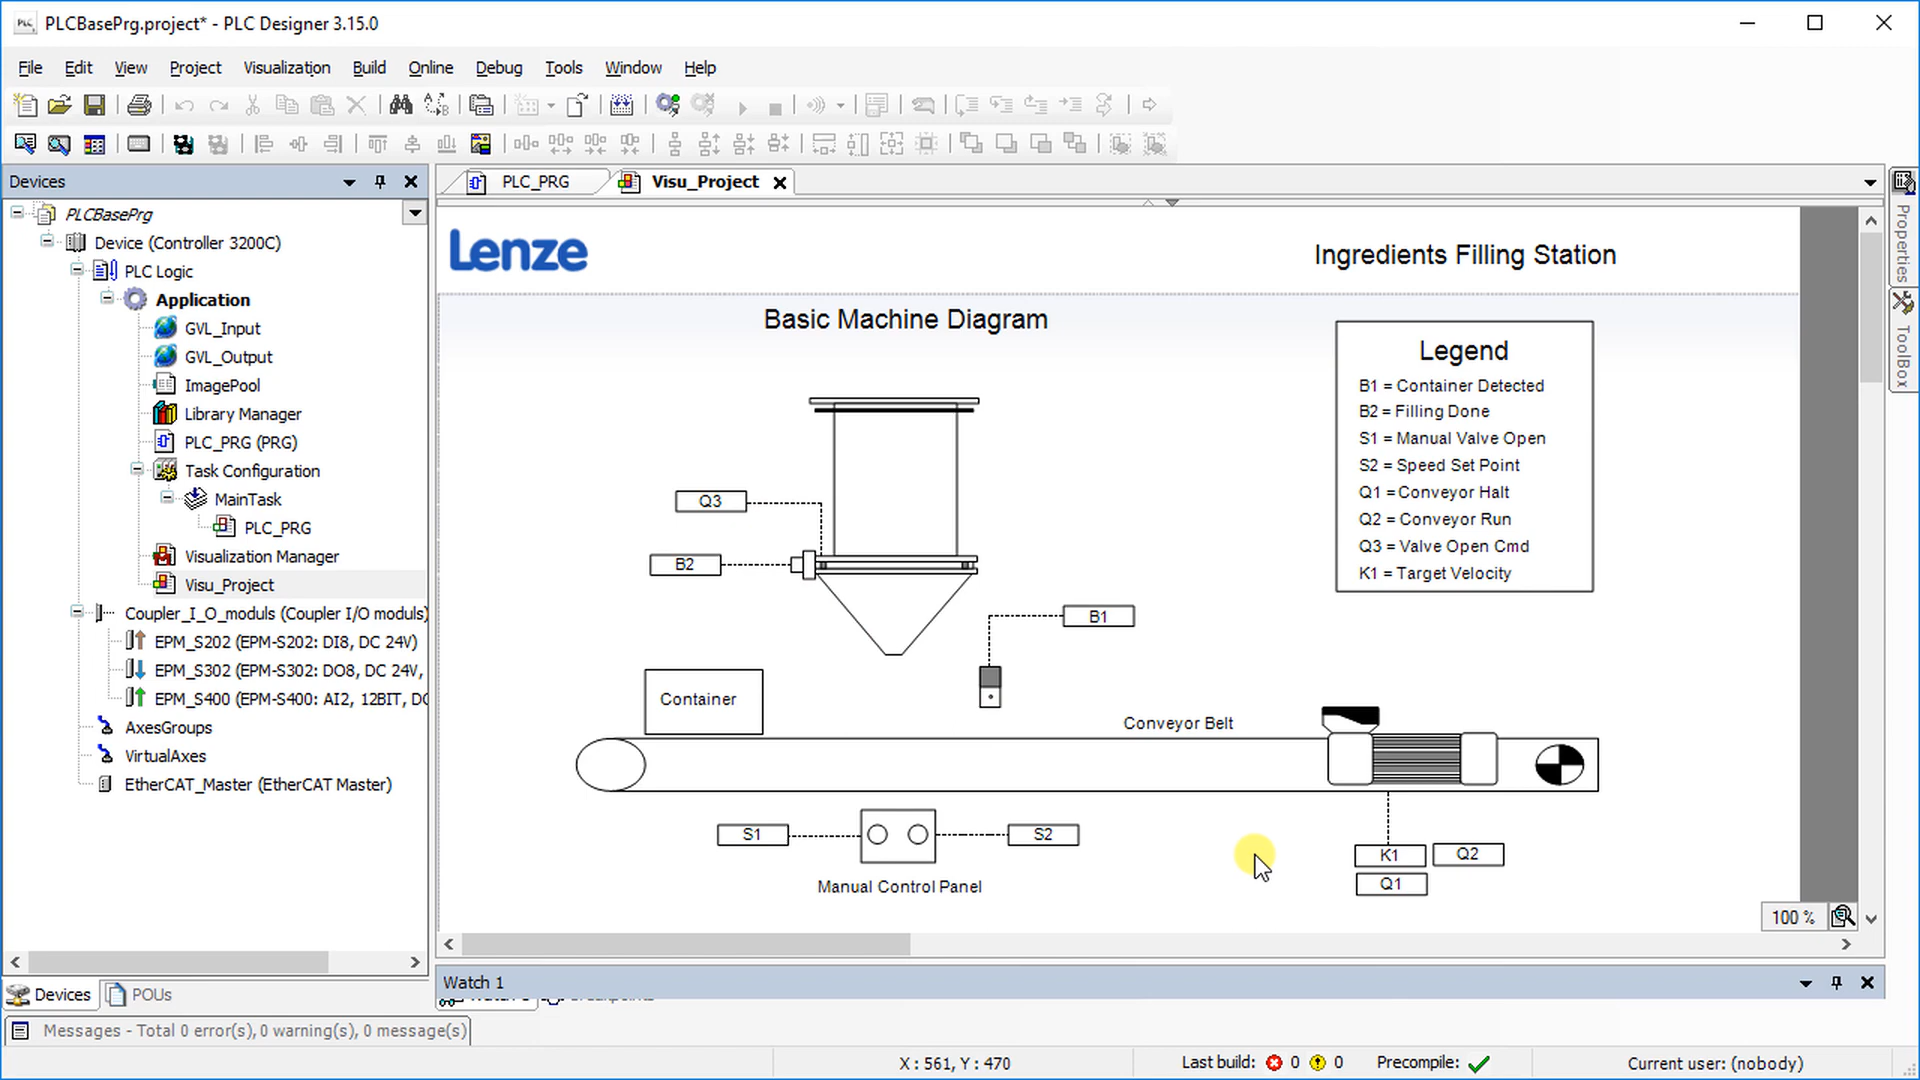 PLCBasePrg.project* - PLC Designer 3.15.0
File Edit View Project Visualization Build Online Debug Tools Window Help
Devices
PLCBasePrg
Device (Controller 3200C)
PLC Logic
Application
GVL_Input
GVL_Output
ImagePool
Library Manager
PLC_PRG (PRG)
Task Configuration
MainTask
PLC_PRG
Visualization Manager
Visu_Project
Coupler_I_O_moduls (Coupler I/O moduls)
EPM_S202 (EPM-S202: DI8, DC 24V)
EPM_S302 (EPM-S302: DO8, DC 24V,
EPM_S400 (EPM-S400: AI2, 12BIT, DC
AxesGroups
VirtualAxes
EtherCAT_Master (EtherCAT Master)
Devices POUs
PLC_PRG Visu_Project
Lenze
Ingredients Filling Station
Basic Machine Diagram
Legend
B1 = Container Detected
B2 = Filling Done
S1 = Manual Valve Open
S2 = Speed Set Point
Q1 = Conveyor Halt
Q2 = Conveyor Run
Q3 = Valve Open Cmd
K1 = Target Velocity
Q3
B2
B1
Container
Conveyor Belt
S1
S2
Manual Control Panel
K1
Q2
Q1
100 %
Properties
ToolBox
Watch 1
Messages - Total 0 error(s), 0 warning(s), 0 message(s)
X : 561, Y : 470
Last build: 0 0
Precompile:
Current user: (nobody)